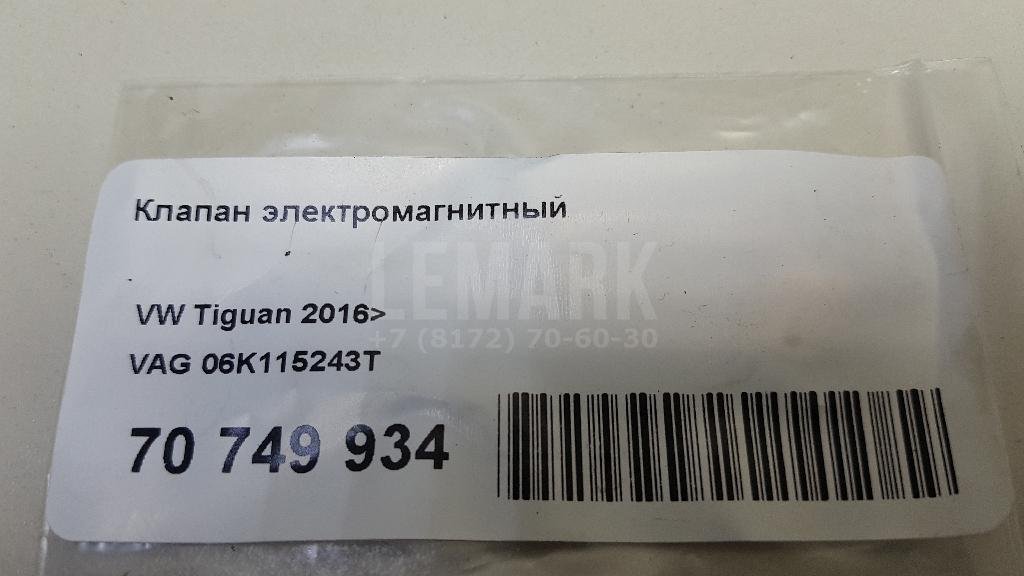 Клапан электромагнитный
LEMARK
VW Tiguan 2016>
+7 (8172) 70-60-30
VAG 06K115243T
70 749 934